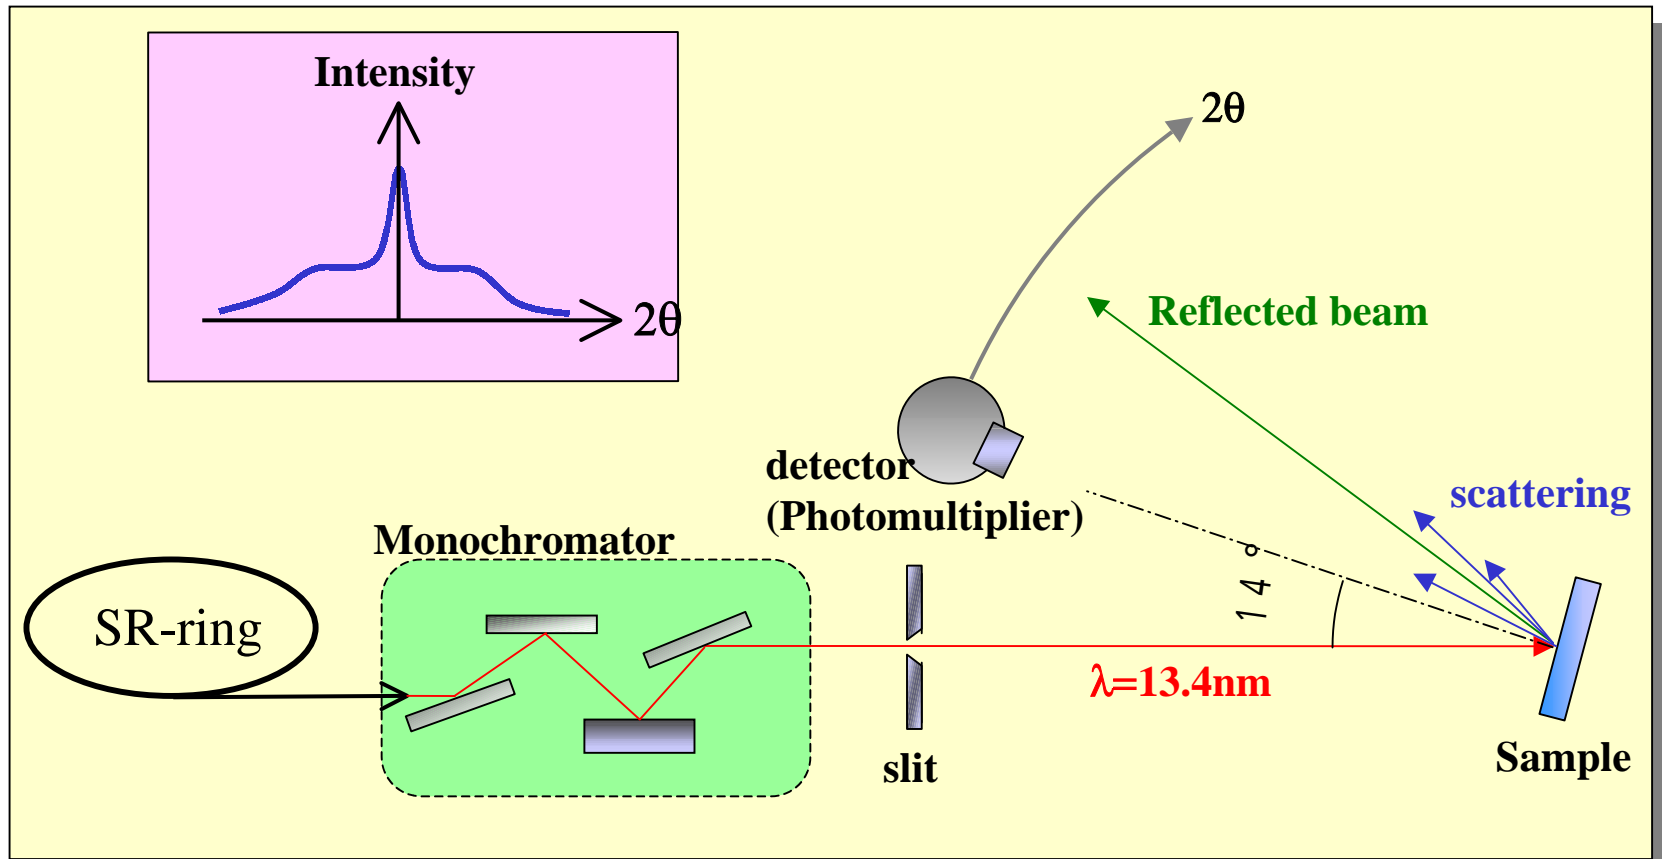 Intensity
2θ
2θ
Reflected beam
detector
(Photomultiplier)
scattering
Monochromator
14°
SR-ring
λ=13.4nm
slit
Sample